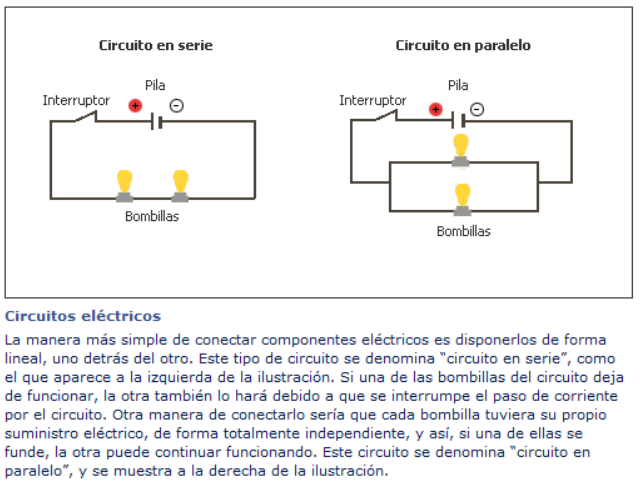 Circuito en serie
Circuito en paralelo
Pila
Interruptor
+
-
Bombillas
Pila
Interruptor
+
-
Bombillas
Circuitos eléctricos
La manera más simple de conectar componentes eléctricos es disponerlos de forma
lineal, uno detrás del otro. Este tipo de circuito se denomina “circuito en serie”, como
el que aparece a la izquierda de la ilustración. Si una de las bombillas del circuito deja
de funcionar, la otra también lo hará debido a que se interrumpe el paso de corriente
por el circuito. Otra manera de conectarlo sería que cada bombilla tuviera su propio
suministro eléctrico, de forma totalmente independiente, y así, si una de ellas se
funde, la otra puede continuar funcionando. Este circuito se denomina “circuito en
paralelo”, y se muestra a la derecha de la ilustración.